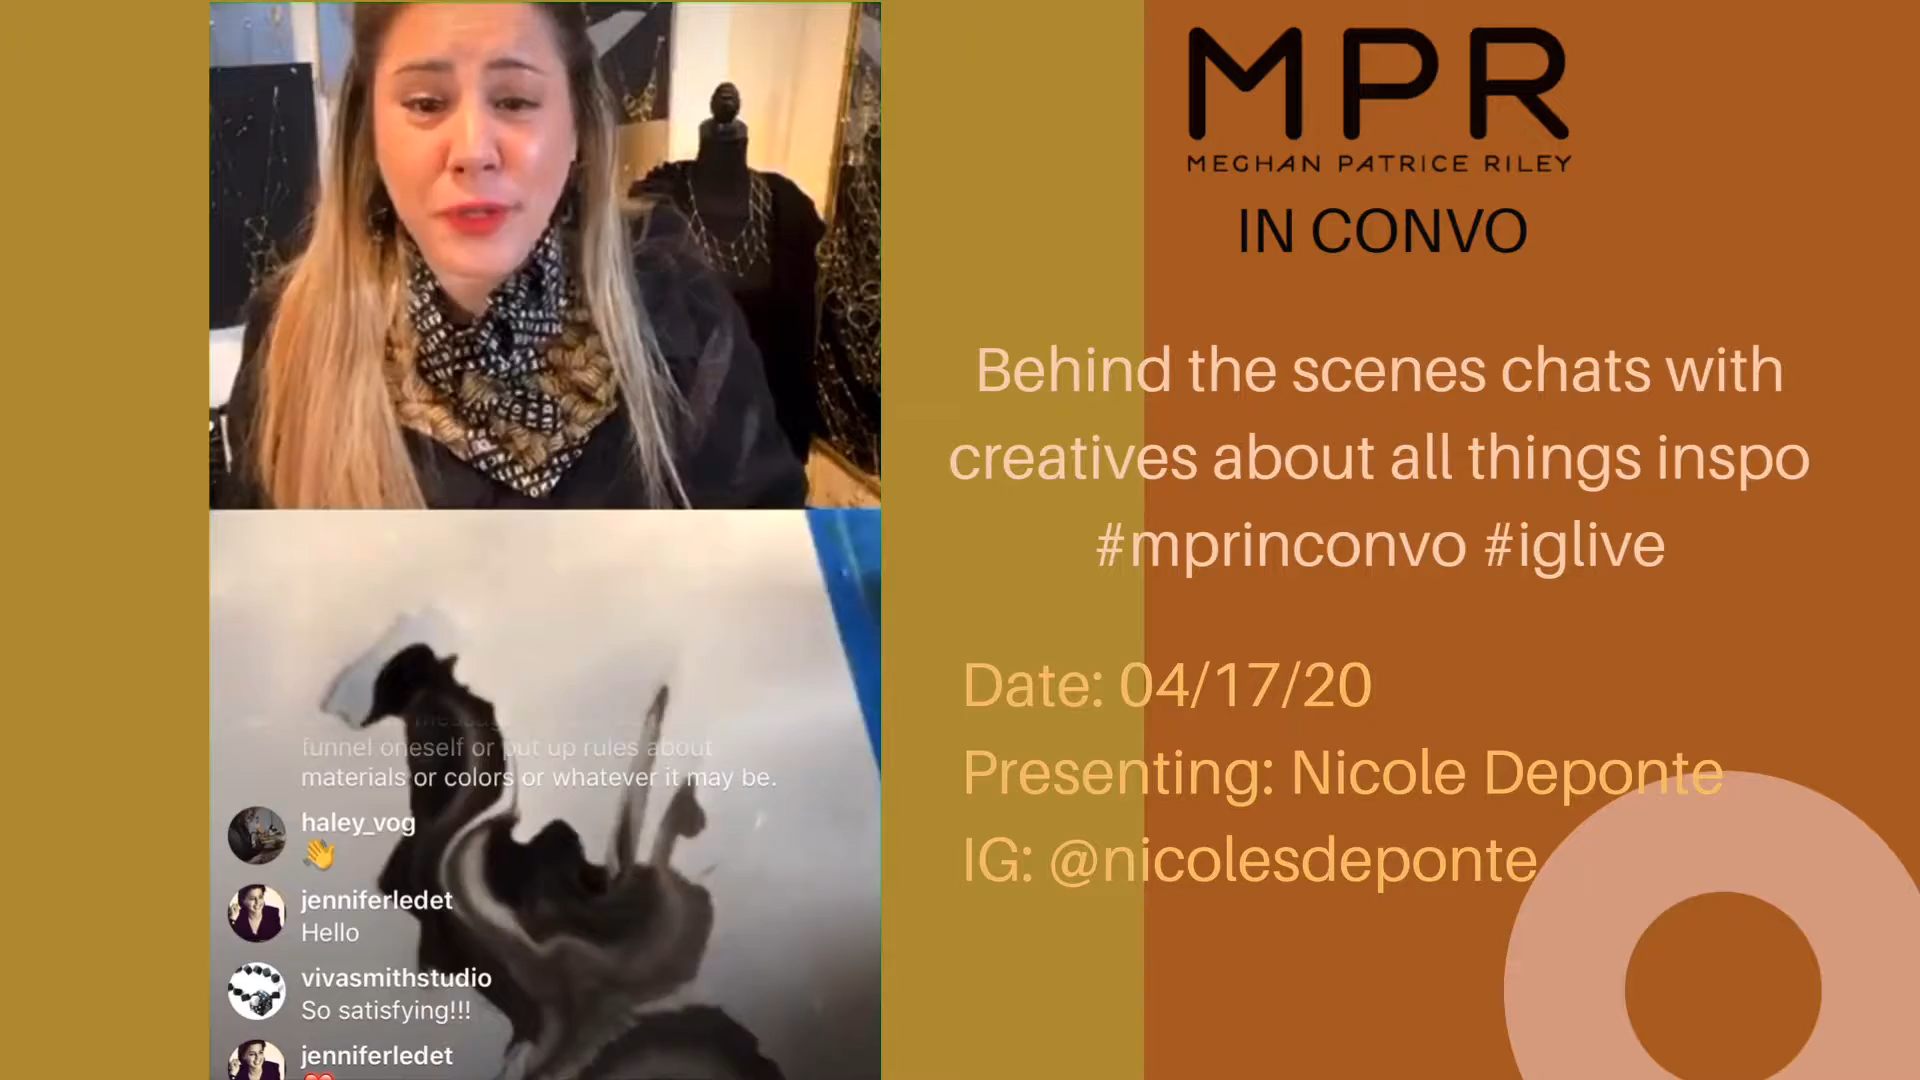 MPR
MEGHAN PATRICE RILEY
IN CONVO
Behind the scenes chats with
creatives about all things inspo
#mprinconvo #iglive
Date: 04/17/20
Presenting: Nicole Deponte
IG: @nicolesdeponte
funnel oneself or put up rules about
materials or colors or whatever it may be.
haley_vog
👋
jenniferledet
Hello
vivasmithstudio
So satisfying!!!
jenniferledet